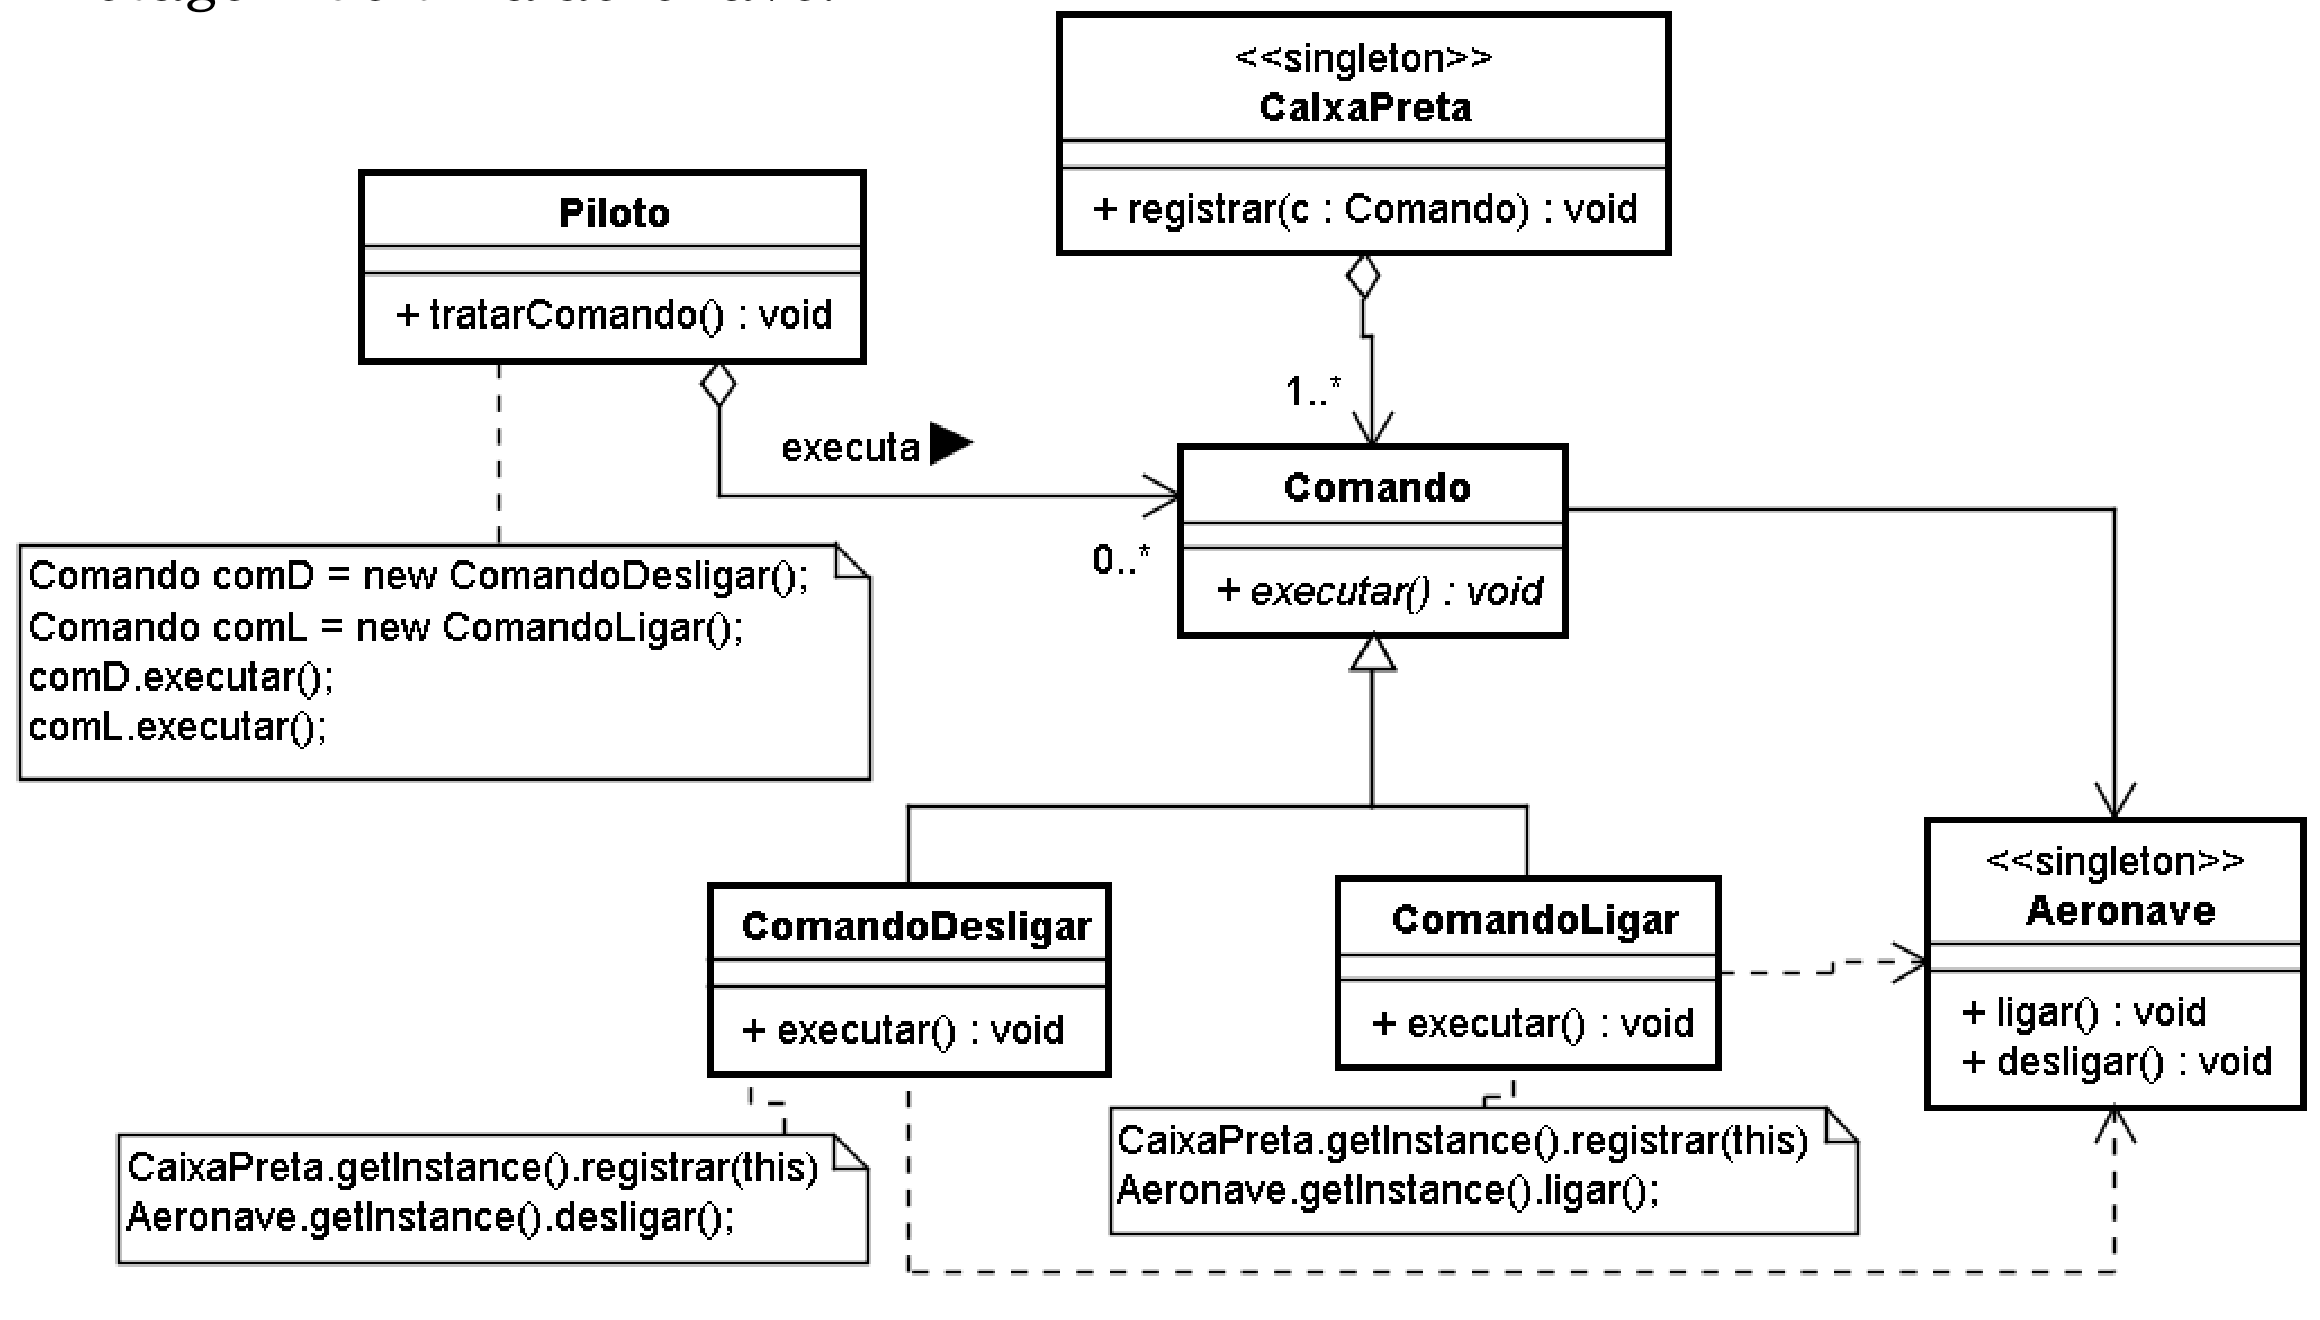 <<singleton>>
CaIxaPreta
+ registrar(c : Comando) : void
Piloto
+ tratarComando() : void
1..*
executa
Comando
0..*
+ executar() : void
Comando comD = new ComandoDesligar();
Comando comL = new ComandoLigar();
comD.executar();
comL.executar();
ComandoDesligar
+ executar() : void
ComandoLigar
+ executar() : void
<<singleton>>
Aeronave
+ ligar() : void
+ desligar() : void
CaixaPreta.getInstance().registrar(this)
Aeronave.getInstance().desligar();
CaixaPreta.getInstance().registrar(this)
Aeronave.getInstance().ligar();